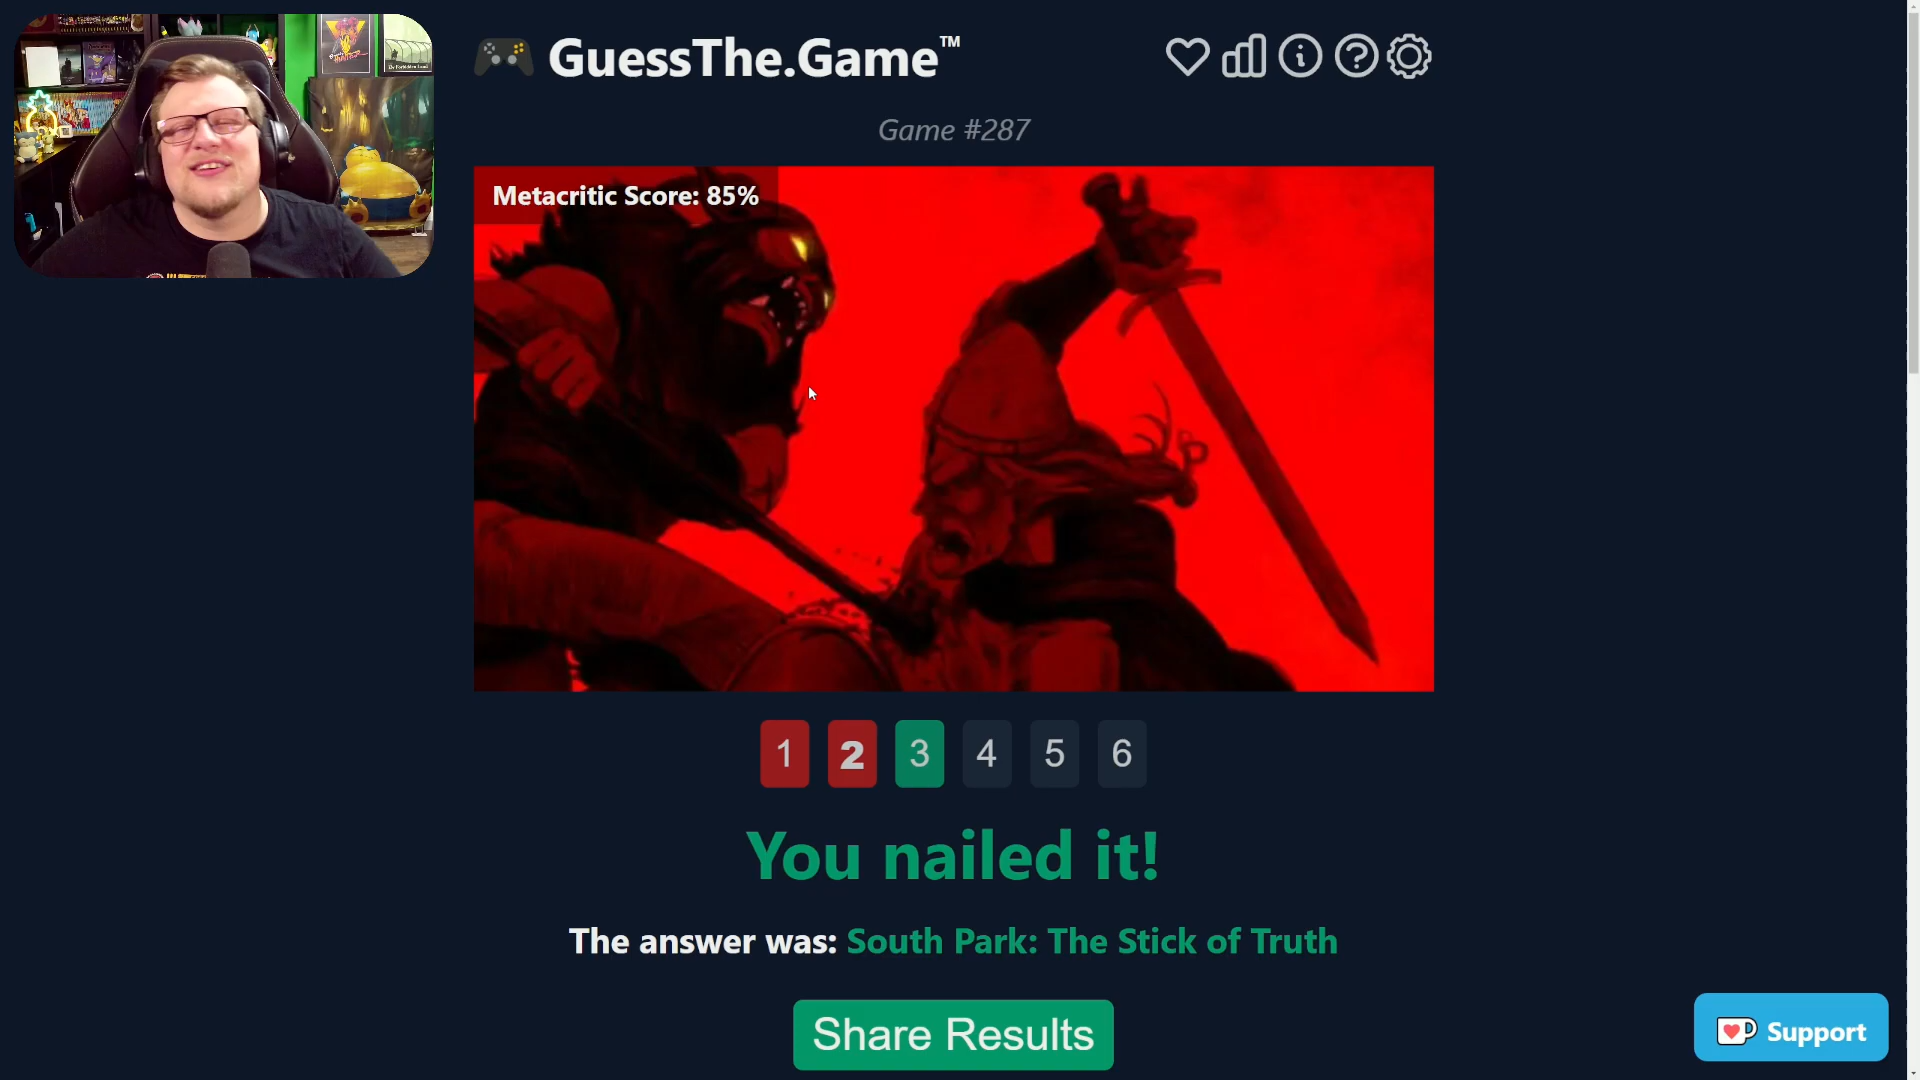 GuessThe.Game™
Game #287
Metacritic Score: 85%
1 2 3 4 5 6
You nailed it!
The answer was: South Park: The Stick of Truth
Share Results
Support